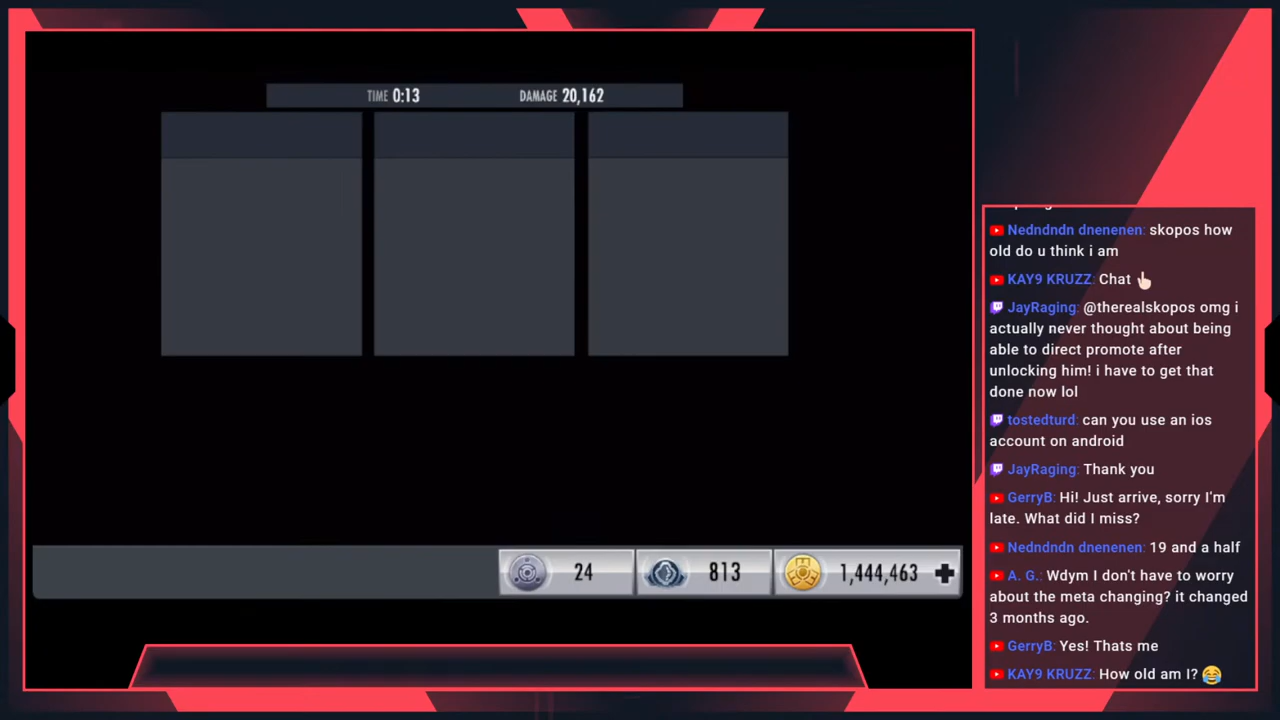 TIME 0:13 DAMAGE 20,162
24 813 1,444,463
Nedndndn dnenenen: skopos how
old do u think i am
KAY9 KRUZZ: Chat 👆🏻
JayRaging: @therealskopos omg i
actually never thought about being
able to direct promote after
unlocking him! i have to get that
done now lol
tostedturd: can you use an ios
account on android
JayRaging: Thank you
GerryB: Hi! Just arrive, sorry I'm
late. What did I miss?
Nedndndn dnenenen: 19 and a half
A. G.: Wdym I don't have to worry
about the meta changing? it changed
3 months ago.
GerryB: Yes! Thats me
KAY9 KRUZZ: How old am I? 😂